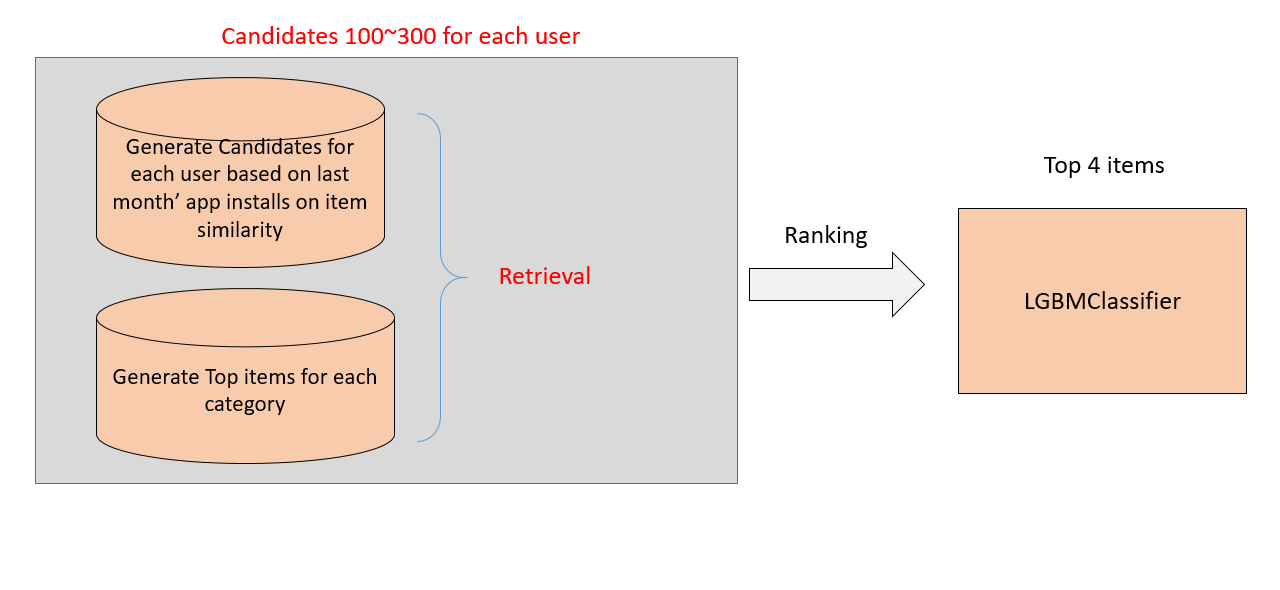 Candidates 100~300 for each user
Generate Candidates for
each user based on last
month’ app installs on item
similarity
Retrieval
Generate Top items for each
category
Ranking
Top 4 items
LGBMClassifier